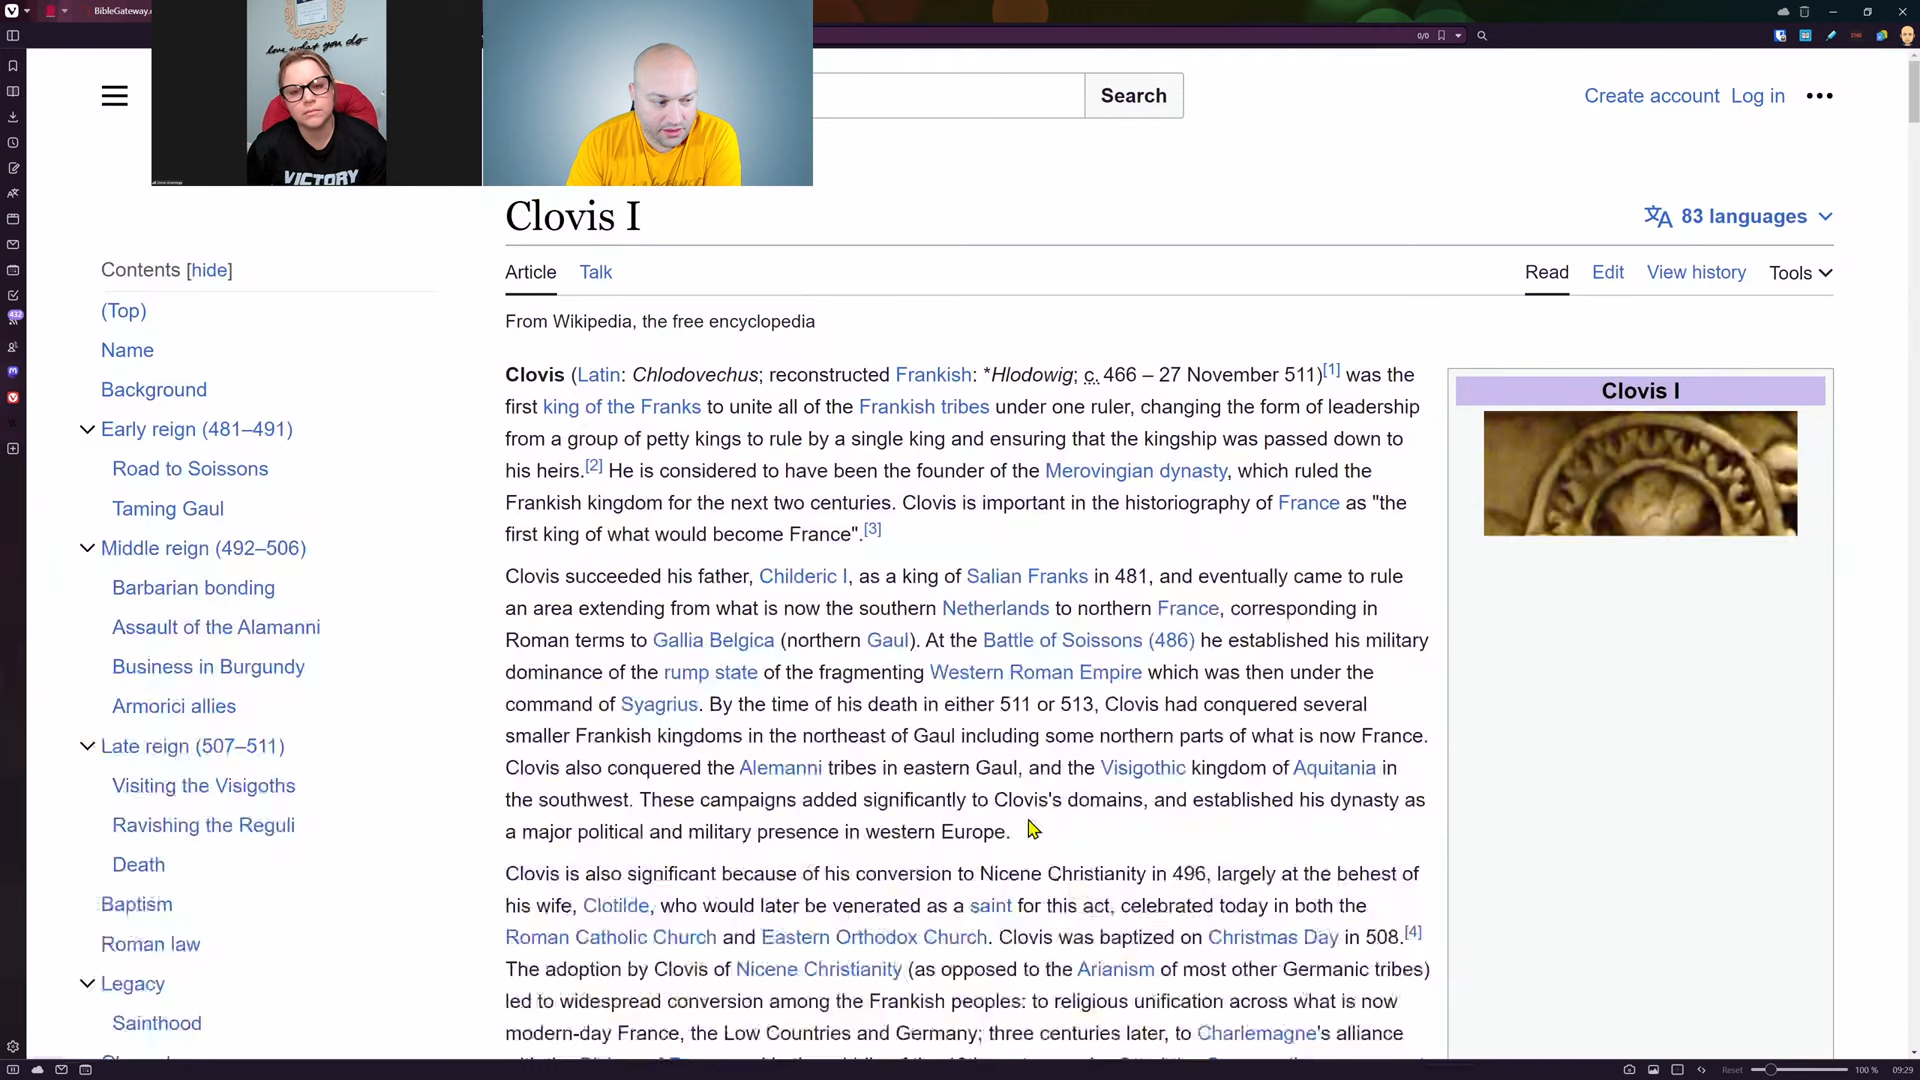 BibleGateway.
love what you do
VICTORY
0/0
Search
Create account Log in
Clovis I
83 languages
Contents [hide]
(Top)
Name
Background
Early reign (481–491)
Road to Soissons
Taming Gaul
Middle reign (492–506)
Barbarian bonding
Assault of the Alamanni
Business in Burgundy
Armorici allies
Late reign (507–511)
Visiting the Visigoths
Ravishing the Reguli
Death
Baptism
Roman law
Legacy
Sainthood
Article Talk
Read Edit View history Tools
From Wikipedia, the free encyclopedia
Clovis (Latin: Chlodovechus; reconstructed Frankish: *Hlodowig; c. 466 – 27 November 511)[1] was the
first king of the Franks to unite all of the Frankish tribes under one ruler, changing the form of leadership
from a group of petty kings to rule by a single king and ensuring that the kingship was passed down to
his heirs.[2] He is considered to have been the founder of the Merovingian dynasty, which ruled the
Frankish kingdom for the next two centuries. Clovis is important in the historiography of France as "the
first king of what would become France".[3]
Clovis succeeded his father, Childeric I, as a king of Salian Franks in 481, and eventually came to rule
an area extending from what is now the southern Netherlands to northern France, corresponding in
Roman terms to Gallia Belgica (northern Gaul). At the Battle of Soissons (486) he established his military
dominance of the rump state of the fragmenting Western Roman Empire which was then under the
command of Syagrius. By the time of his death in either 511 or 513, Clovis had conquered several
smaller Frankish kingdoms in the northeast of Gaul including some northern parts of what is now France.
Clovis also conquered the Alemanni tribes in eastern Gaul, and the Visigothic kingdom of Aquitania in
the southwest. These campaigns added significantly to Clovis's domains, and established his dynasty as
a major political and military presence in western Europe.
Clovis is also significant because of his conversion to Nicene Christianity in 496, largely at the behest of
his wife, Clotilde, who would later be venerated as a saint for this act, celebrated today in both the
Roman Catholic Church and Eastern Orthodox Church. Clovis was baptized on Christmas Day in 508.[4]
The adoption by Clovis of Nicene Christianity (as opposed to the Arianism of most other Germanic tribes)
led to widespread conversion among the Frankish peoples; to religious unification across what is now
modern-day France, the Low Countries and Germany; three centuries later, to Charlemagne's alliance
Clovis I
432
Reset
100 %
09:29